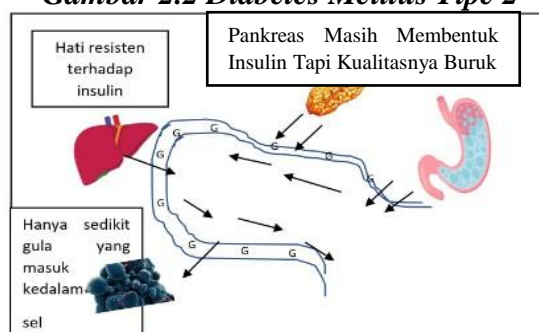 Gambar 2.2 Diabetes Melitus Tipe 2
Hati resisten
terhadap
insulin
Pankreas Masih Membentuk
Insulin Tapi Kualitasnya Buruk
G
G
G
G
G
G
G
G
G
G
Hanya sedikit
gula yang
masuk
kedalam
sel